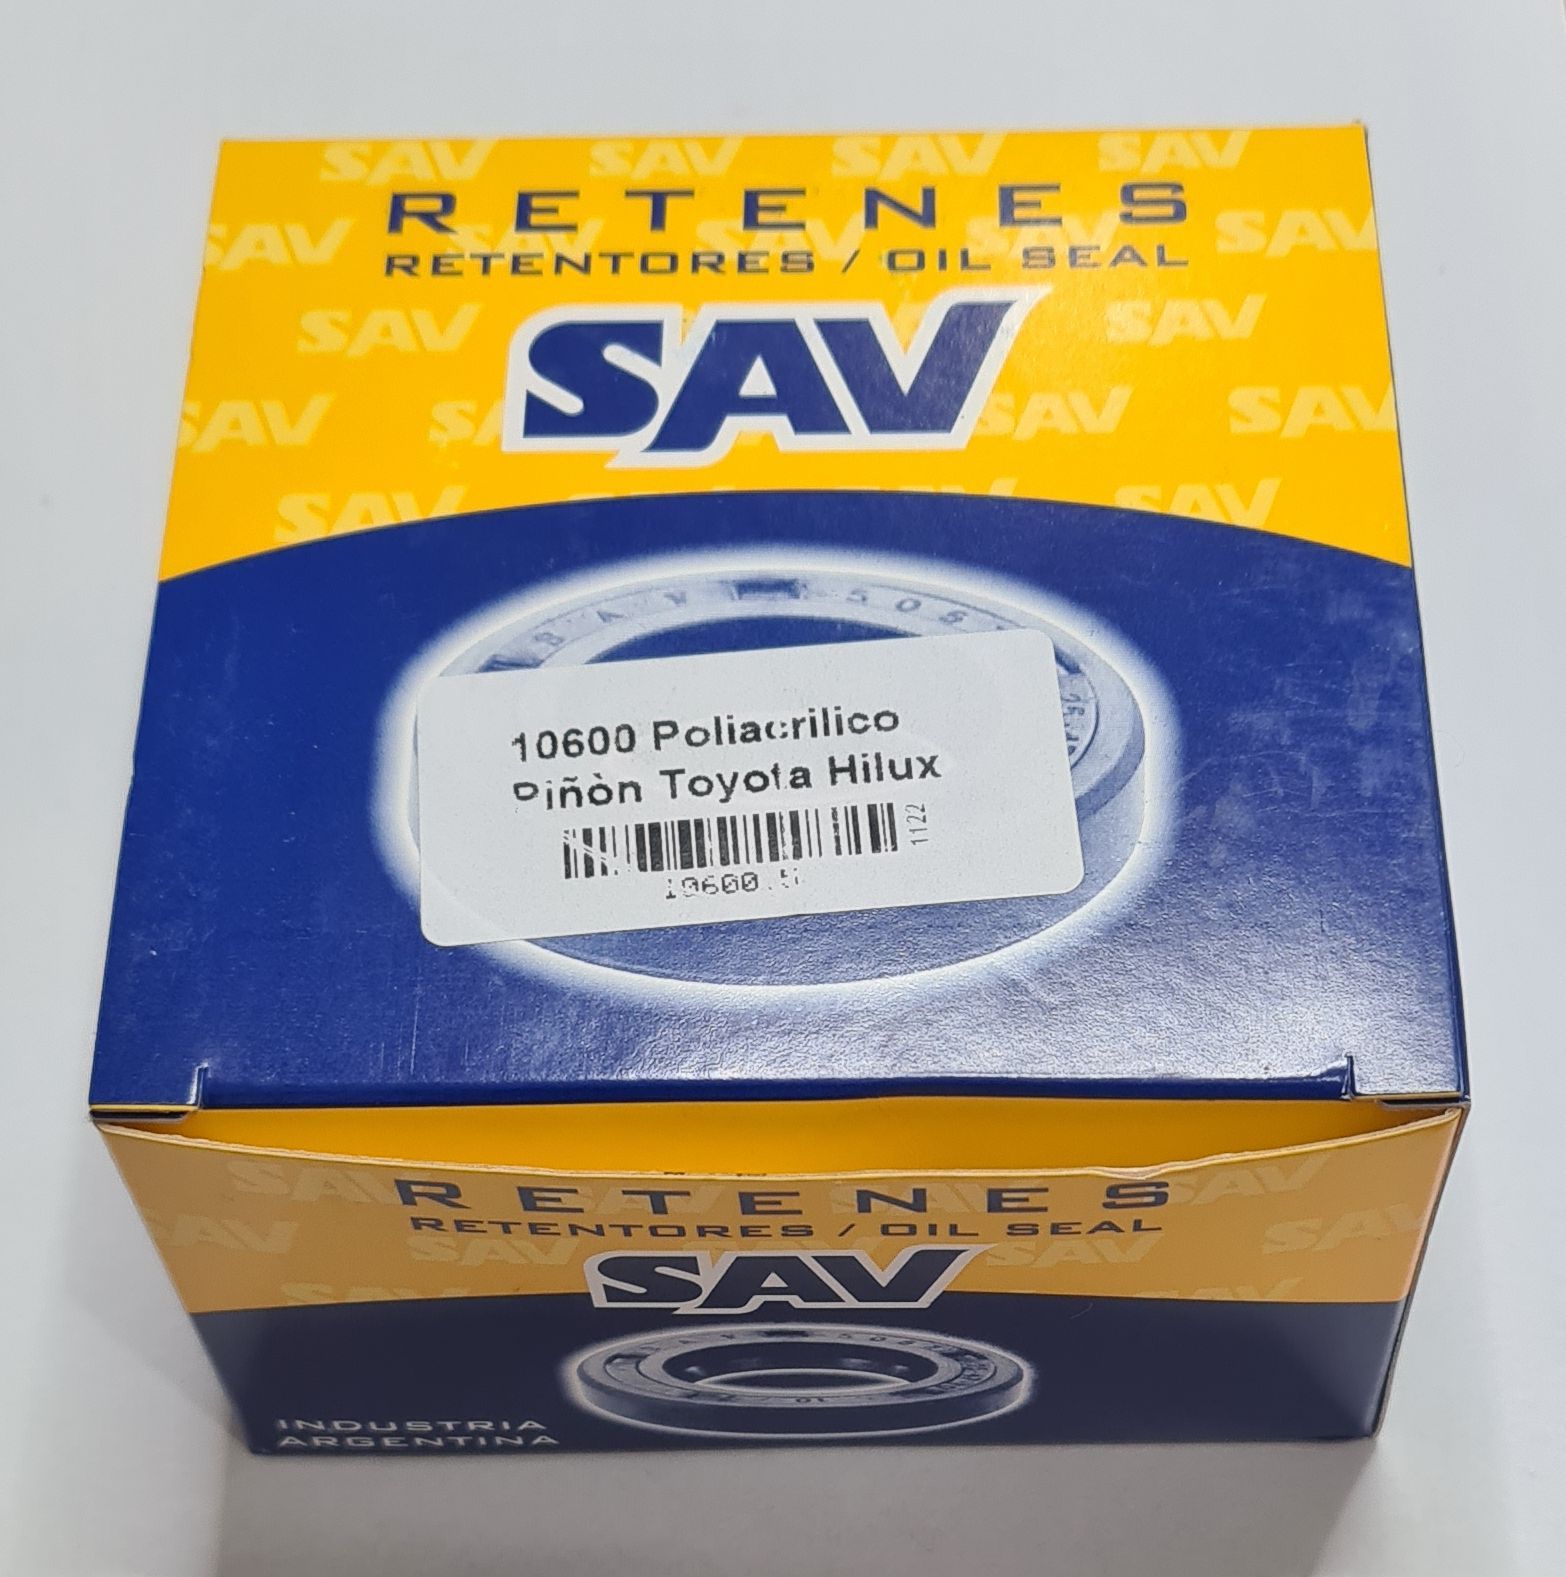 RETENES
RETENTORES / OIL SEAL
SAV
10600 Poliacrilico
Piñòn Toyota Hilux
1122
10600
RETENES
RETENTORES / OIL SEAL
SAV
INDUSTRIA
ARGENTINA